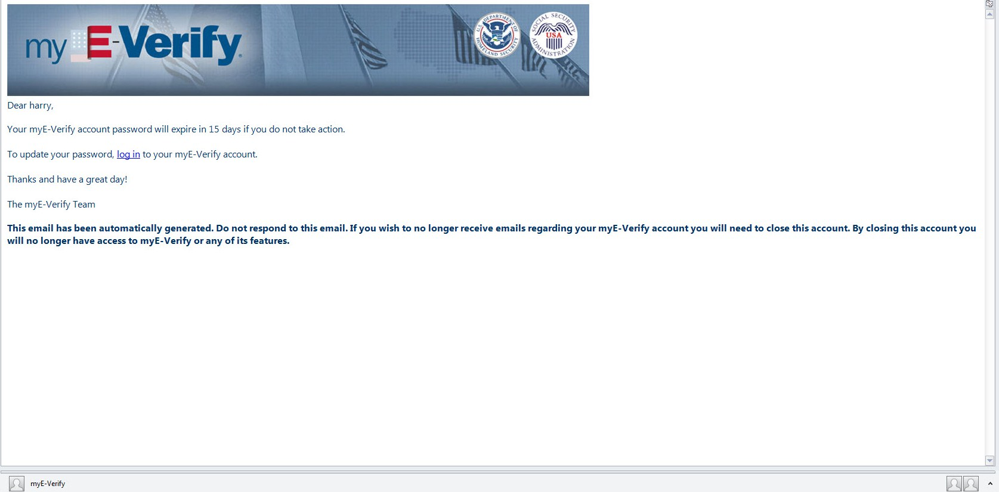 my E-Verify®
U.S. DEPARTMENT OF HOMELAND SECURITY
SOCIAL SECURITY ADMINISTRATION
USA
Dear harry,
Your myE-Verify account password will expire in 15 days if you do not take action.
To update your password, log in to your myE-Verify account.
Thanks and have a great day!
The myE-Verify Team
This email has been automatically generated. Do not respond to this email. If you wish to no longer receive emails regarding your myE-Verify account you will need to close this account. By closing this account you
will no longer have access to myE-Verify or any of its features.
myE-Verify